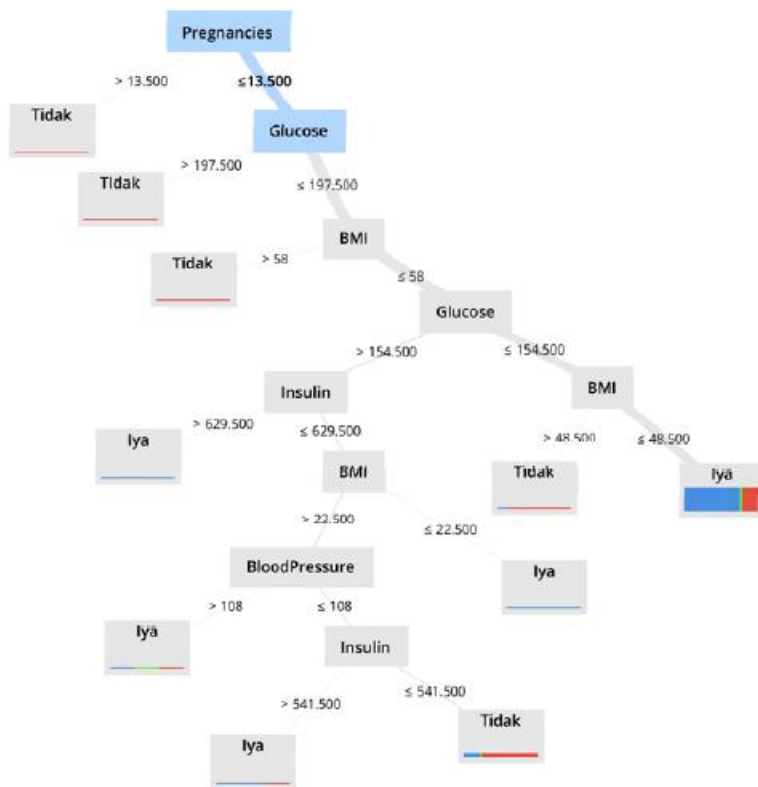 Pregnancies
> 13.500
≤13.500
Tidak
Glucose
> 197.500
≤ 197.500
Tidak
BMI
> 58
≤ 58
Tidak
Glucose
> 154.500
≤ 154.500
Insulin
BMI
> 629.500
≤ 629.500
> 48.500
≤ 48.500
Iya
BMI
Tidak
Iyä
> 22.500
≤ 22.500
BloodPressure
Iya
> 108
≤ 108
Iyä
Insulin
> 541.500
≤ 541.500
Iya
Tidak